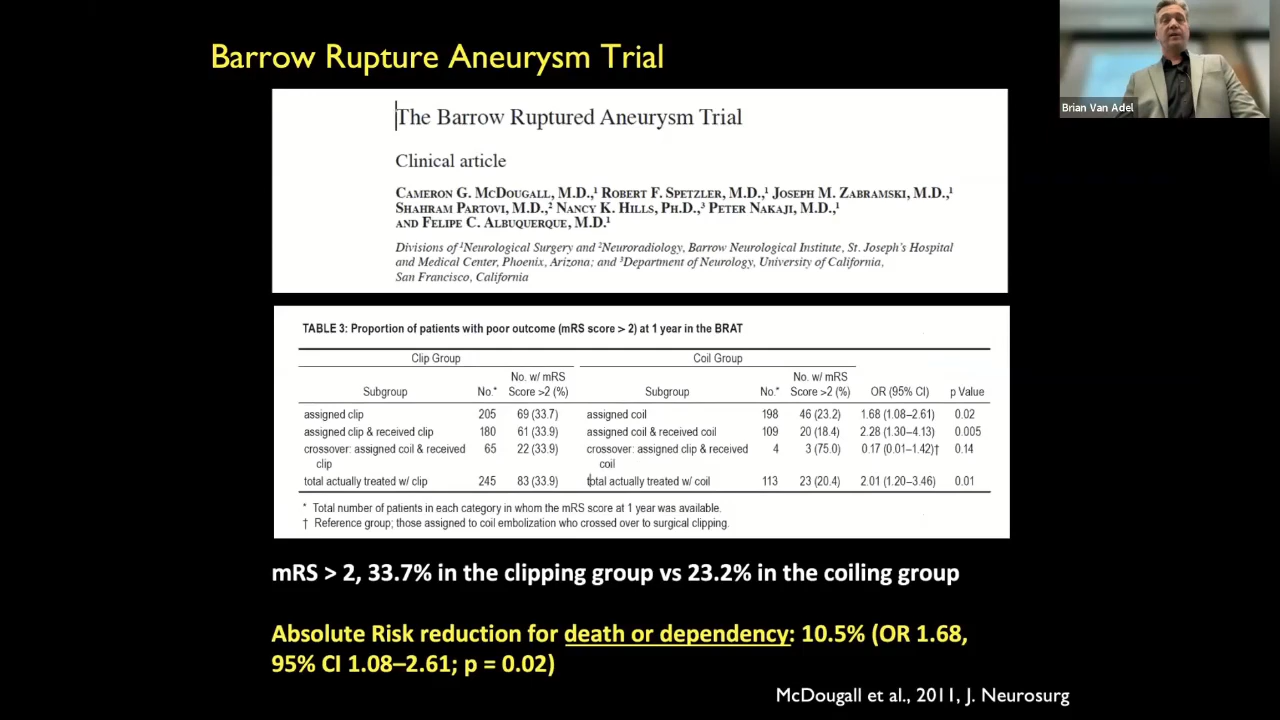 Barrow Rupture Aneurysm Trial
Brian Van Adel
The Barrow Ruptured Aneurysm Trial
Clinical article
Cameron G. McDougall, M.D.,¹ Robert F. Spetzler, M.D.,¹ Joseph M. Zabramski, M.D.,¹
Shahram Partovi, M.D.,² Nancy K. Hills, Ph.D.,³ Peter Nakaji, M.D.,¹
and Felipe C. Albuquerque, M.D.¹
Divisions of ¹Neurological Surgery and ²Neuroradiology, Barrow Neurological Institute, St. Joseph's Hospital
and Medical Center, Phoenix, Arizona; and ³Department of Neurology, University of California,
San Francisco, California
TABLE 3: Proportion of patients with poor outcome (mRS score > 2) at 1 year in the BRAT
Clip Group Coil Group
No. w/ mRS No. w/ mRS
Subgroup No.* Score >2 (%) Subgroup No.* Score >2 (%) OR (95% CI) p Value
assigned clip 205 69 (33.7) assigned coil 198 46 (23.2) 1.68 (1.08–2.61) 0.02
assigned clip & received clip 180 61 (33.9) assigned coil & received coil 109 20 (18.4) 2.28 (1.30–4.13) 0.005
crossover: assigned coil & received 65 22 (33.9) crossover: assigned clip & received 4 3 (75.0) 0.17 (0.01–1.42)† 0.14
clip coil
total actually treated w/ clip 245 83 (33.9) total actually treated w/ coil 113 23 (20.4) 2.01 (1.20–3.46) 0.01
* Total number of patients in each category in whom the mRS score at 1 year was available.
† Reference group; those assigned to coil embolization who crossed over to surgical clipping.
mRS > 2, 33.7% in the clipping group vs 23.2% in the coiling group
Absolute Risk reduction for death or dependency: 10.5% (OR 1.68,
95% CI 1.08–2.61; p = 0.02)
McDougall et al., 2011, J. Neurosurg